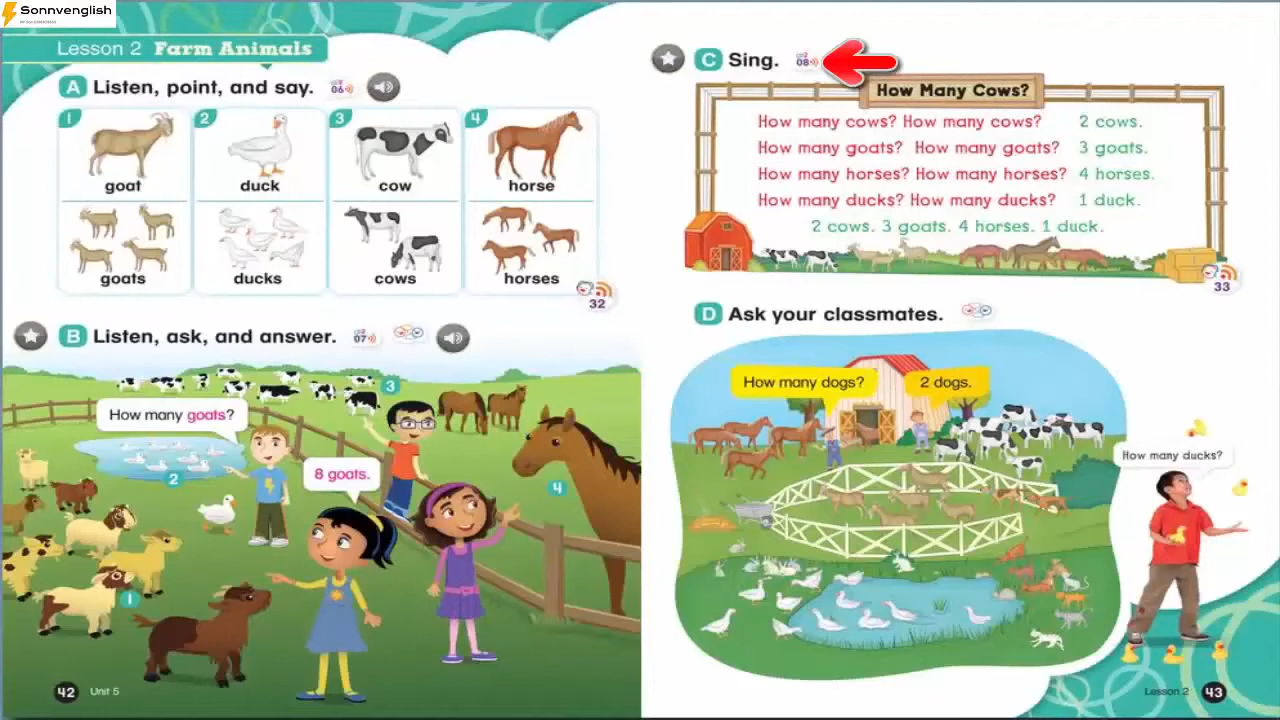 Sonnvenglish
Lesson 2 Farm Animals
A Listen, point, and say. CD2 06
1
goat
goats
2
duck
ducks
3
cow
cows
4
horse
horses
32
B Listen, ask, and answer. CD2 07
How many goats?
8 goats.
1
2
3
4
42 Unit 5
C Sing. CD2 08
How Many Cows?
How many cows? How many cows? 2 cows.
How many goats? How many goats? 3 goats.
How many horses? How many horses? 4 horses.
How many ducks? How many ducks? 1 duck.
2 cows. 3 goats. 4 horses. 1 duck.
33
D Ask your classmates.
How many dogs?
2 dogs.
How many ducks?
Lesson 2 43